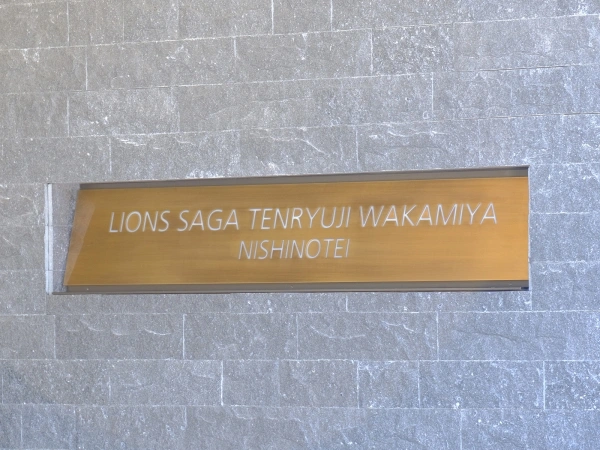 LIONS SAGA TENRYUJI WAKAMIYA
NISHINOTEI